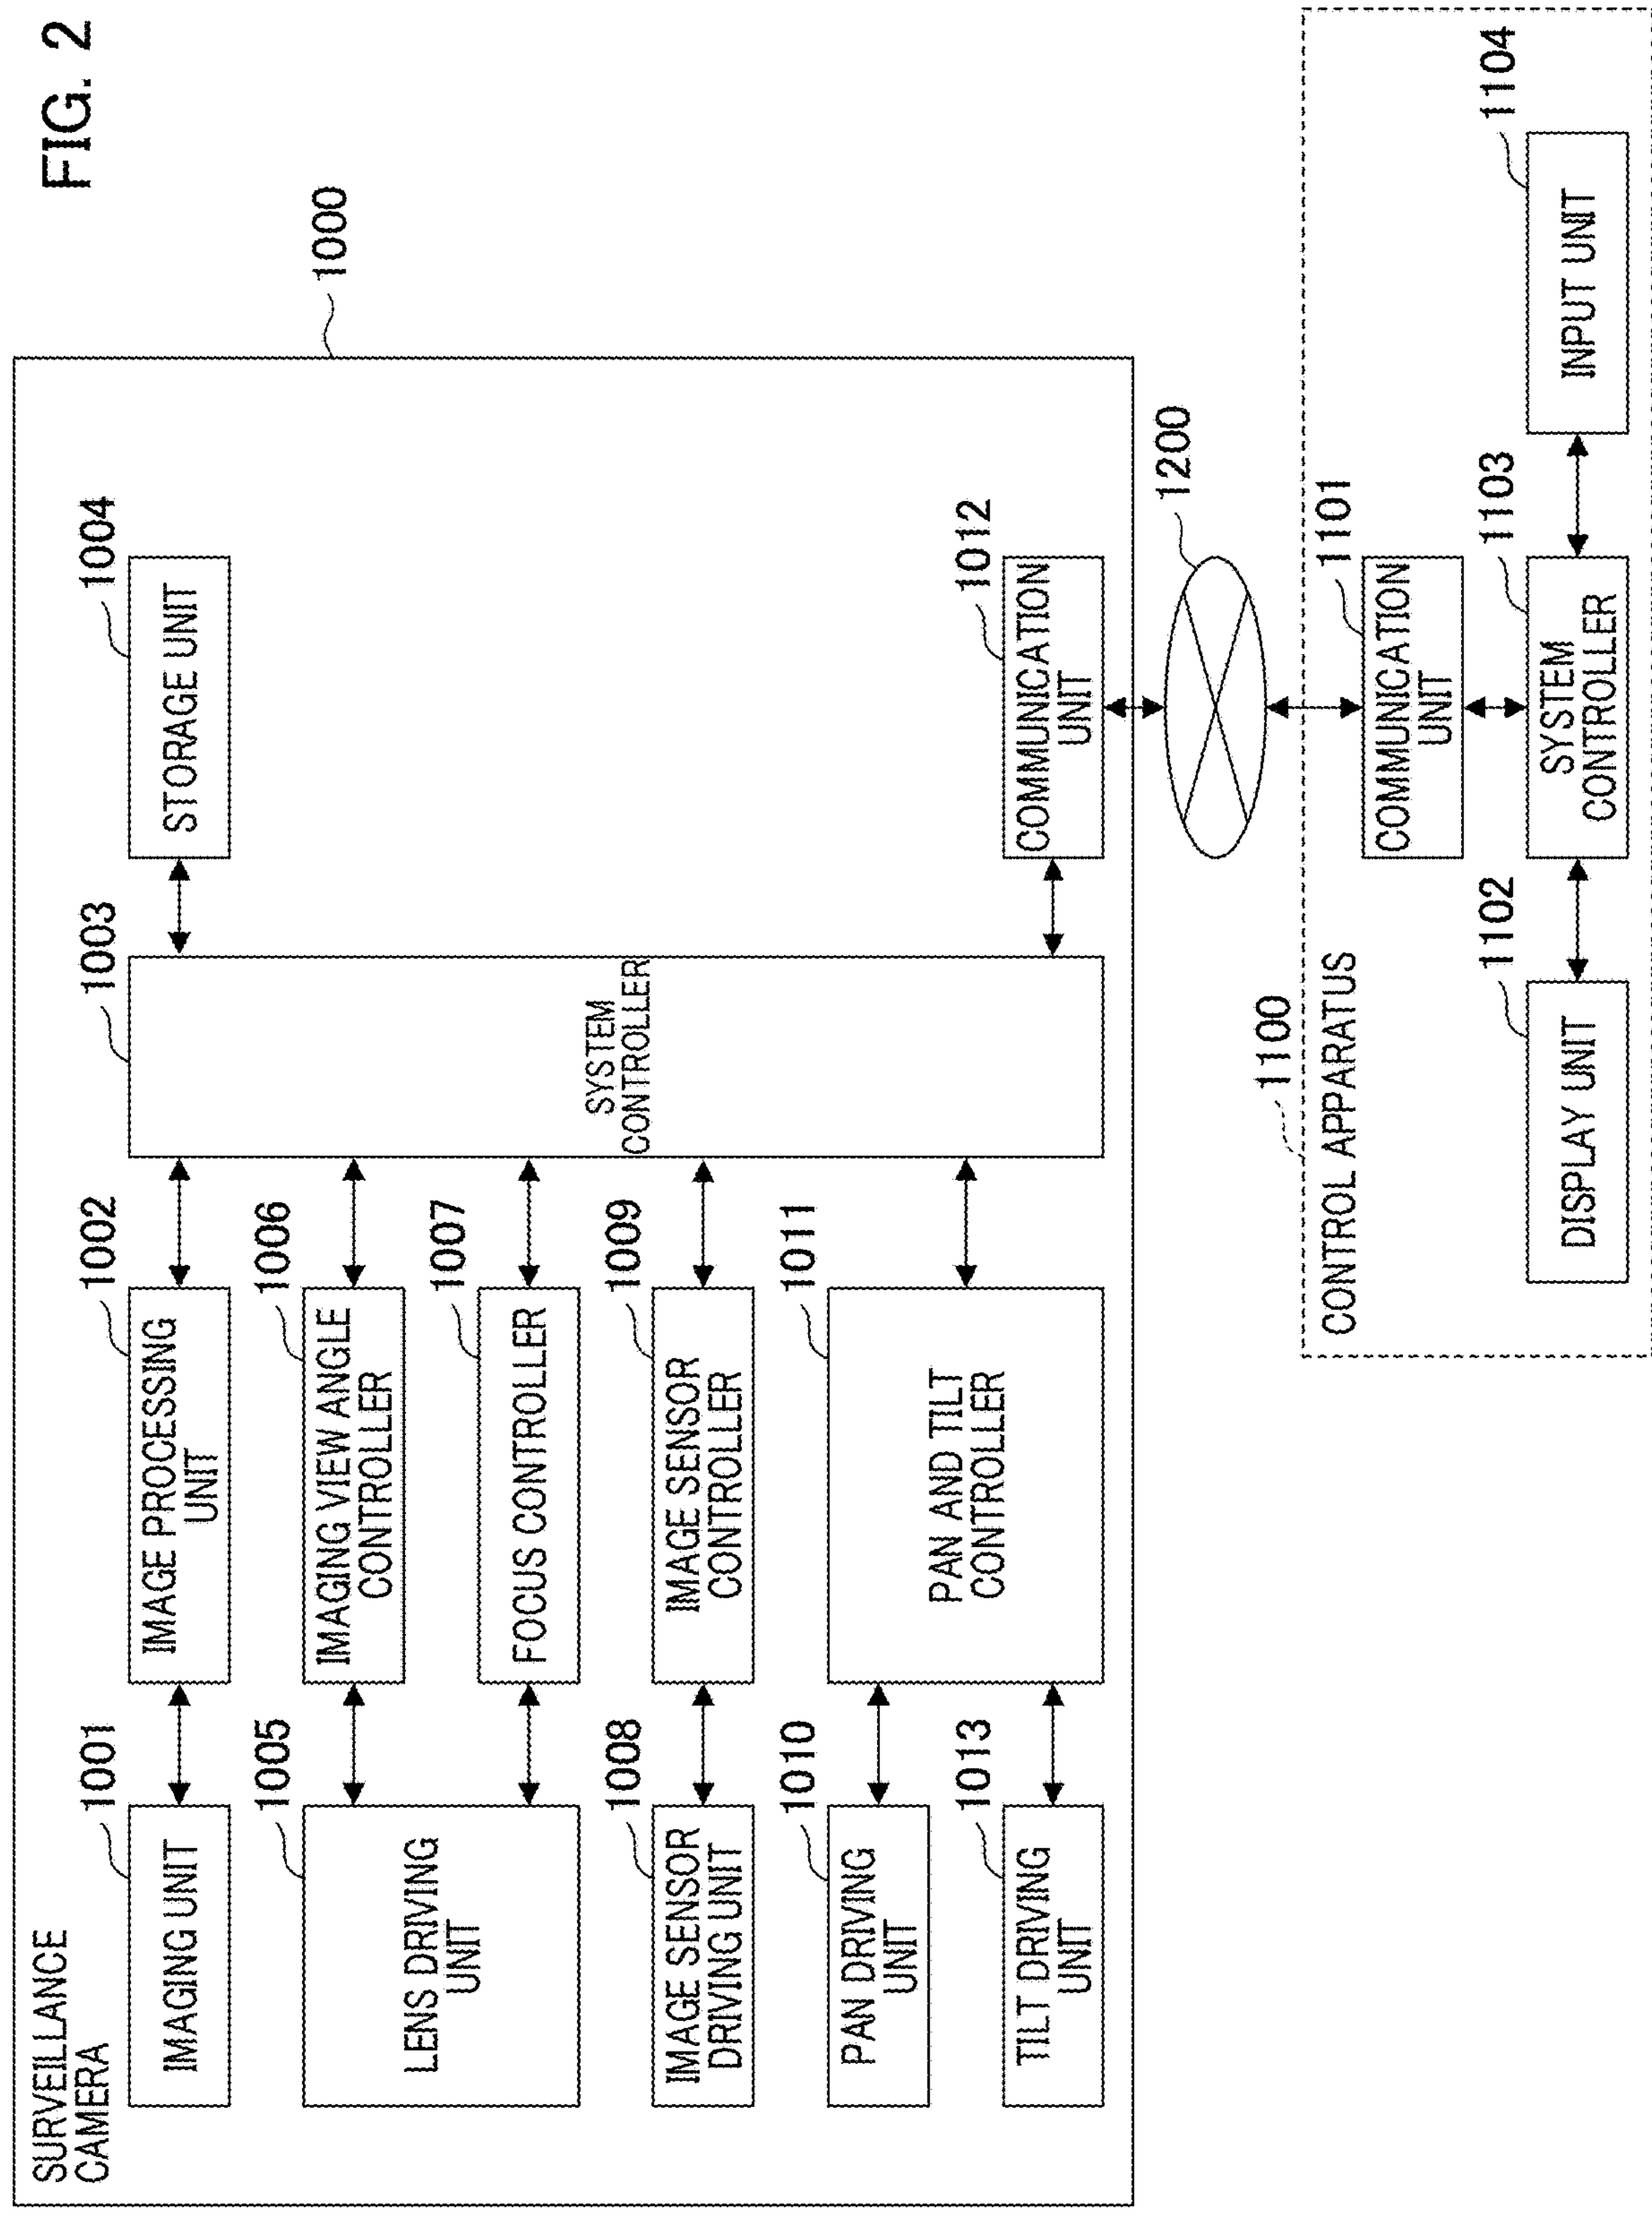 FIG. 2
SURVEILLANCE
CAMERA
1000
1001
IMAGING UNIT
1002
IMAGE PROCESSING
UNIT
1003
SYSTEM
CONTROLLER
1004
STORAGE UNIT
1005
LENS DRIVING
UNIT
1006
IMAGING VIEW ANGLE
CONTROLLER
1007
FOCUS CONTROLLER
1008
IMAGE SENSOR
DRIVING UNIT
1009
IMAGE SENSOR
CONTROLLER
1010
PAN DRIVING
UNIT
1011
PAN AND TILT
CONTROLLER
1013
TILT DRIVING
UNIT
1012
COMMUNICATION
UNIT
1200
1100
CONTROL APPARATUS
1101
COMMUNICATION
UNIT
1102
DISPLAY UNIT
1103
SYSTEM
CONTROLLER
1104
INPUT UNIT